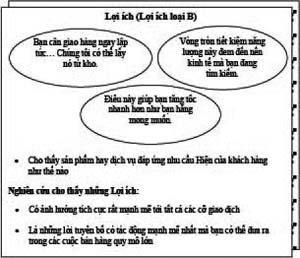 Lợi ích (Lợi ích loại B)
Bạn cần giao hàng ngay lập
tức… Chúng tôi có thể lấy
nó từ kho.
Vòng tròn tiết kiệm năng
lượng này đem đến nền
kinh tế mà bạn đang
tìm kiếm.
Điều này giúp bạn tăng tốc
nhanh hơn như bạn hằng
mong muốn.
• Cho thấy sản phẩm hay dịch vụ đáp ứng nhu cầu Hiện của khách hàng
như thế nào
Nghiên cứu cho thấy những Lợi ích:
• Có ảnh hưởng tích cực rất mạnh mẽ tới tất cả các cỡ giao dịch
• Là những lời tuyên bố có tác động mạnh mẽ nhất mà bạn có thể đưa ra
trong các cuộc bán hàng quy mô lớn